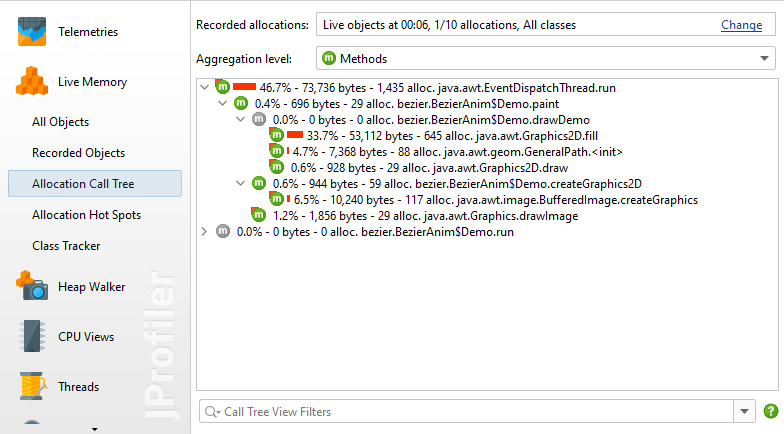 Telemetries
Live Memory
All Objects
Recorded Objects
Allocation Call Tree
Allocation Hot Spots
Class Tracker
Heap Walker
CPU Views
Threads
JProfiler
Recorded allocations: Live objects at 00:06, 1/10 allocations, All classes Change
Aggregation level: m Methods
m 46.7% - 73,736 bytes - 1,435 alloc. java.awt.EventDispatchThread.run
m 0.4% - 696 bytes - 29 alloc. bezier.BezierAnim$Demo.paint
m 0.0% - 0 bytes - 0 alloc. bezier.BezierAnim$Demo.drawDemo
m 33.7% - 53,112 bytes - 645 alloc. java.awt.Graphics2D.fill
m 4.7% - 7,368 bytes - 88 alloc. java.awt.geom.GeneralPath.<init>
m 0.6% - 928 bytes - 29 alloc. java.awt.Graphics2D.draw
m 0.6% - 944 bytes - 59 alloc. bezier.BezierAnim$Demo.createGraphics2D
m 6.5% - 10,240 bytes - 117 alloc. java.awt.image.BufferedImage.createGraphics
m 1.2% - 1,856 bytes - 29 alloc. java.awt.Graphics.drawImage
m 0.0% - 0 bytes - 0 alloc. bezier.BezierAnim$Demo.run
Call Tree View Filters ?